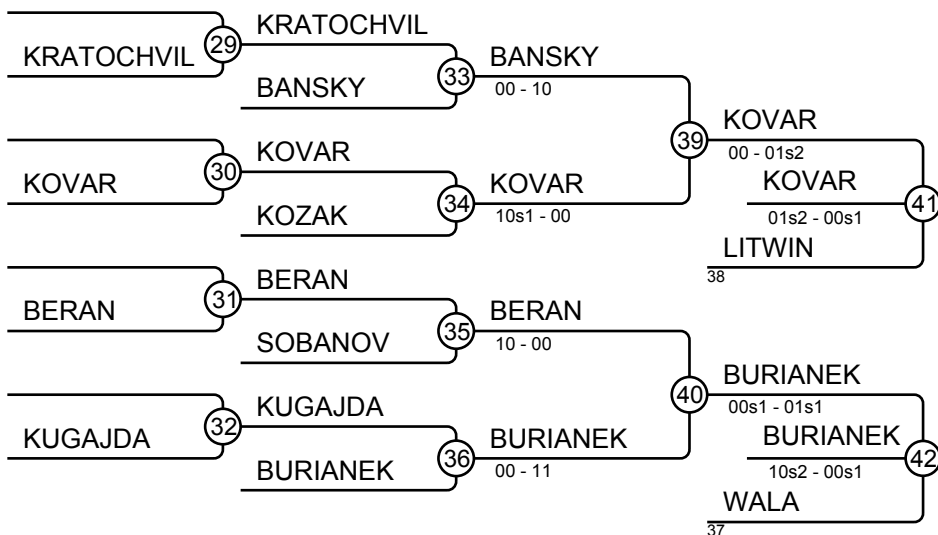 KRATOCHVIL
29
KRATOCHVIL
BANSKY
33
BANSKY
00 - 10
KOVAR
30
KOVAR
KOZAK
34
KOVAR
10s1 - 00
39
KOVAR
00 - 01s2
KOVAR
01s2 - 00s1
41
LITWIN
38
BERAN
31
BERAN
SOBANOV
35
BERAN
10 - 00
KUGAJDA
32
KUGAJDA
BURIANEK
36
BURIANEK
00 - 11
40
BURIANEK
00s1 - 01s1
BURIANEK
10s2 - 00s1
42
WALA
37